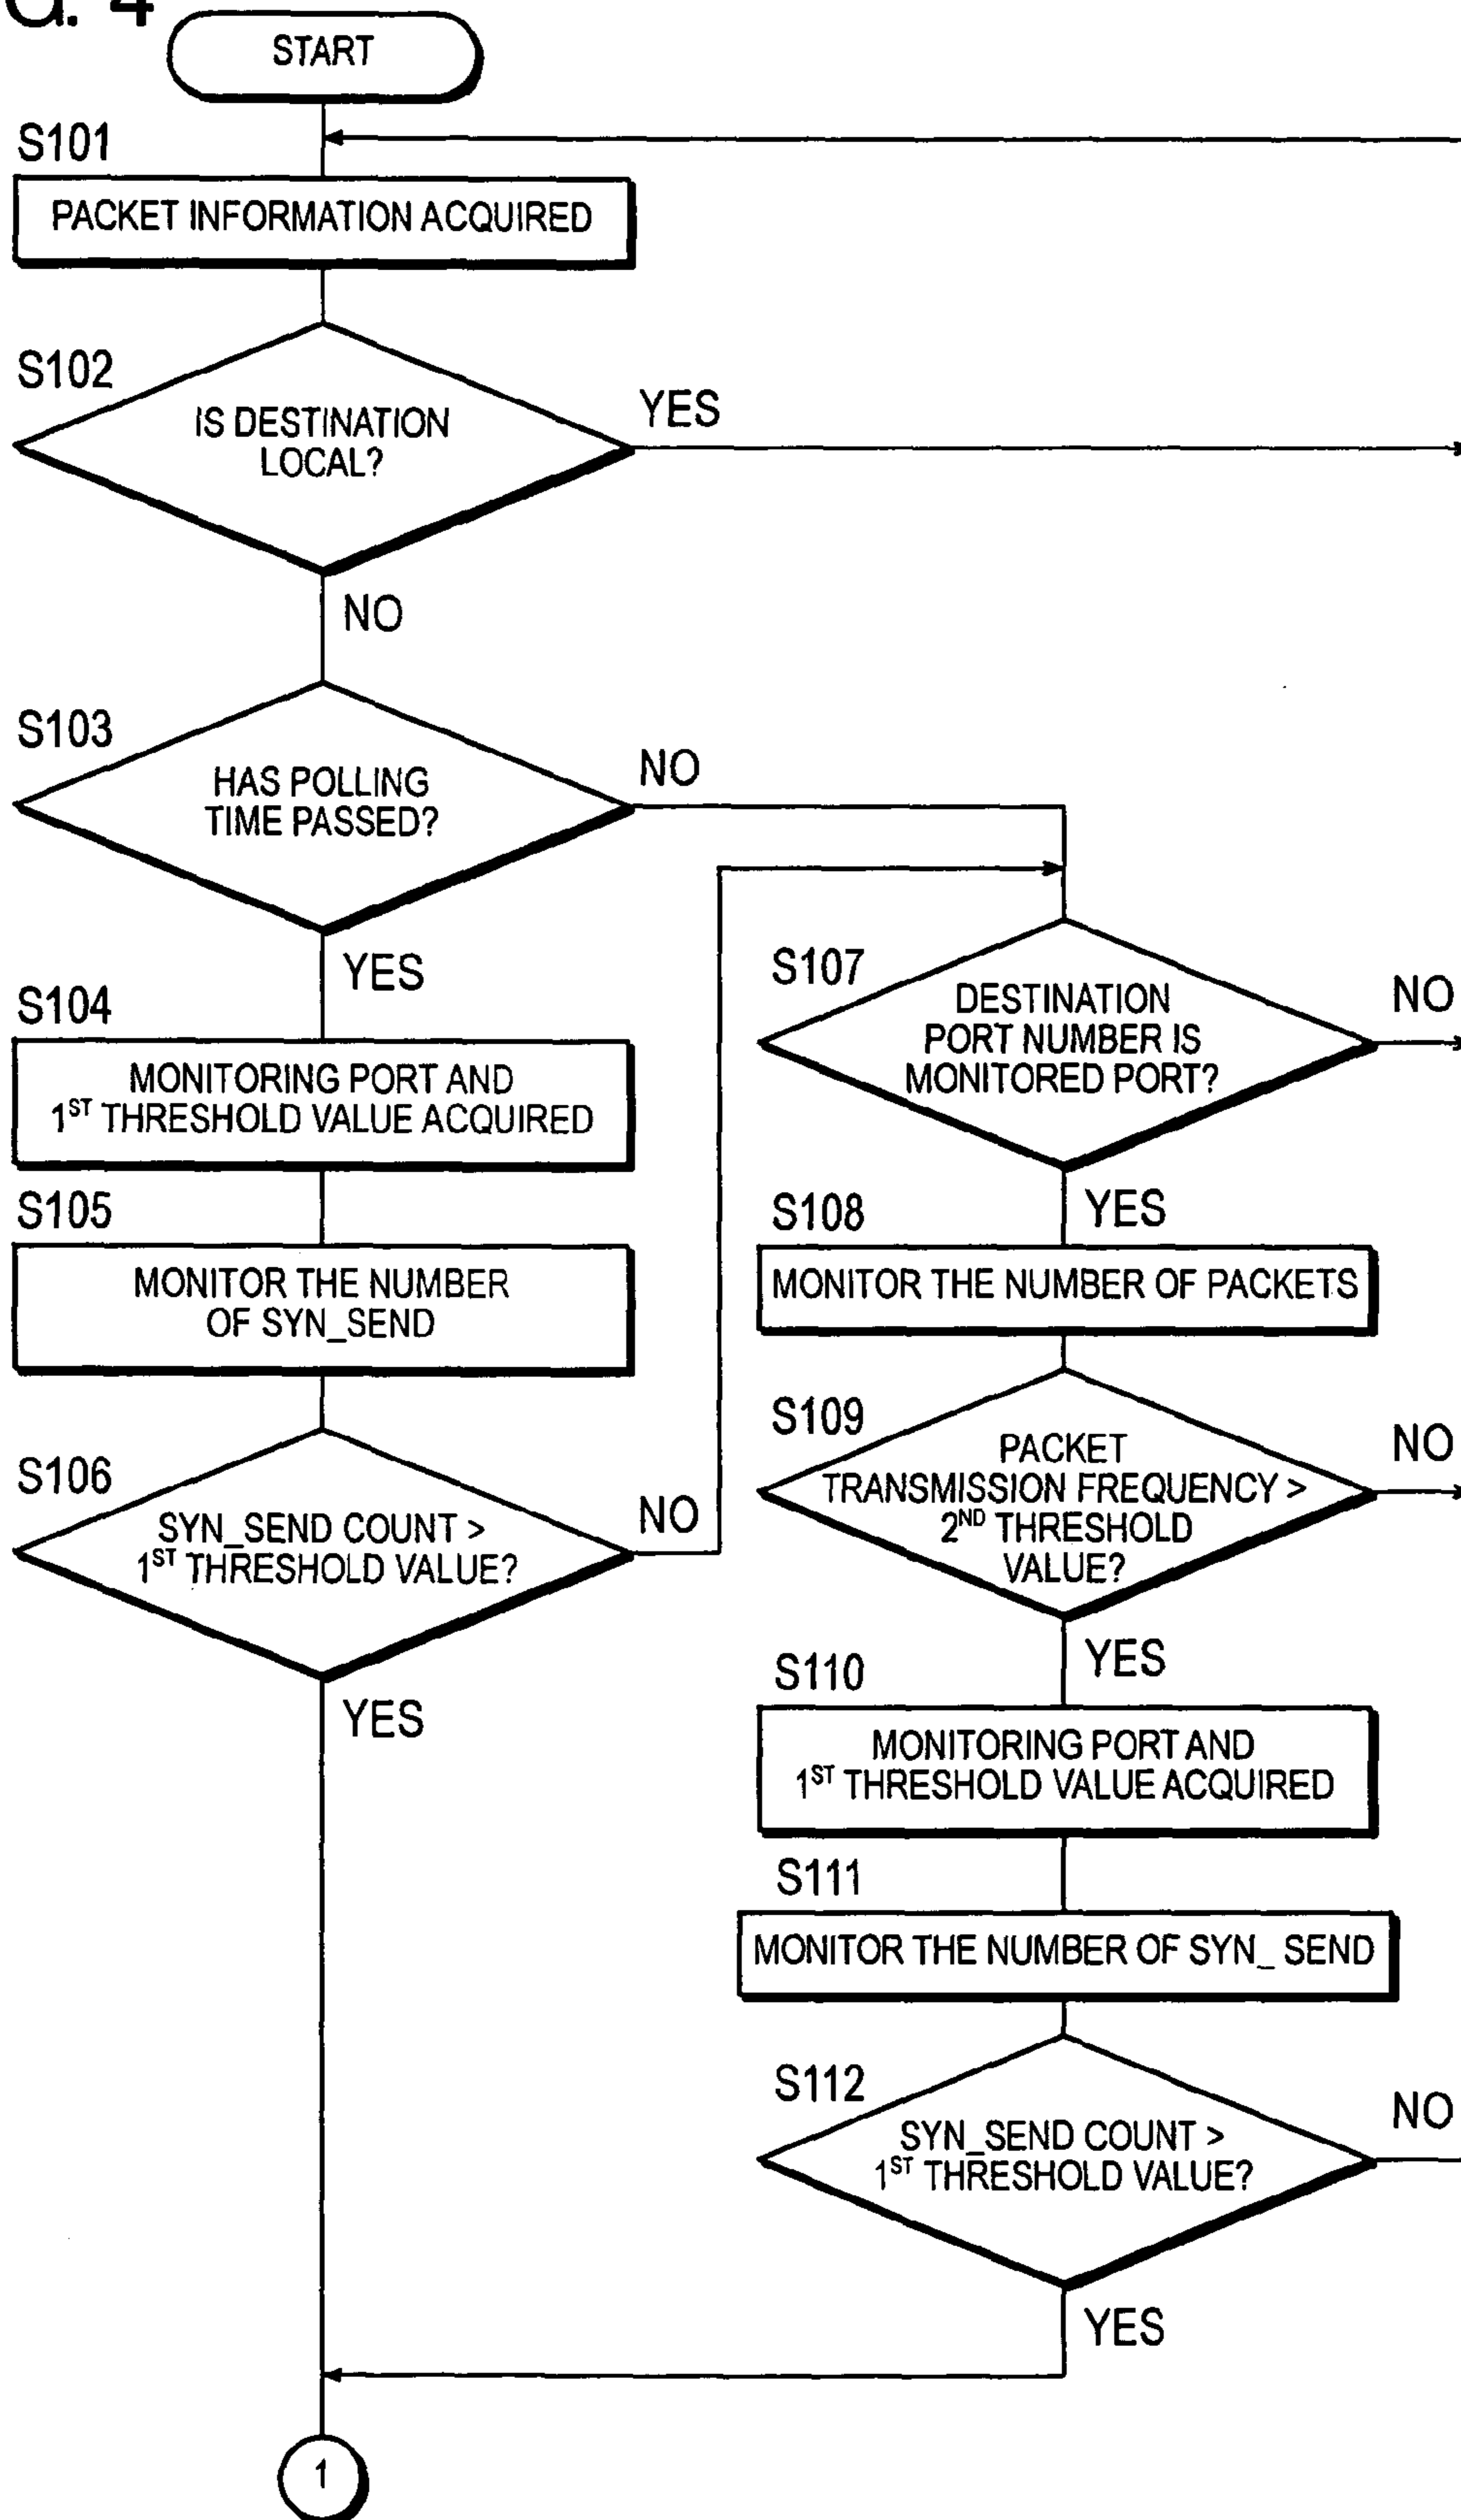 G. 4
START
S101
PACKET INFORMATION ACQUIRED
S102
IS DESTINATION
LOCAL?
YES
NO
S103
HAS POLLING
TIME PASSED?
NO
YES
S104
MONITORING PORT AND
1ST THRESHOLD VALUE ACQUIRED
S105
MONITOR THE NUMBER
OF SYN_SEND
S106
SYN_SEND COUNT >
1ST THRESHOLD VALUE?
NO
YES
S107
DESTINATION
PORT NUMBER IS
MONITORED PORT?
NO
YES
S108
MONITOR THE NUMBER OF PACKETS
S109
PACKET
TRANSMISSION FREQUENCY >
2ND THRESHOLD
VALUE?
NO
YES
S110
MONITORING PORT AND
1ST THRESHOLD VALUE ACQUIRED
S111
MONITOR THE NUMBER OF SYN_ SEND
S112
SYN_SEND COUNT >
1ST THRESHOLD VALUE?
NO
YES
1